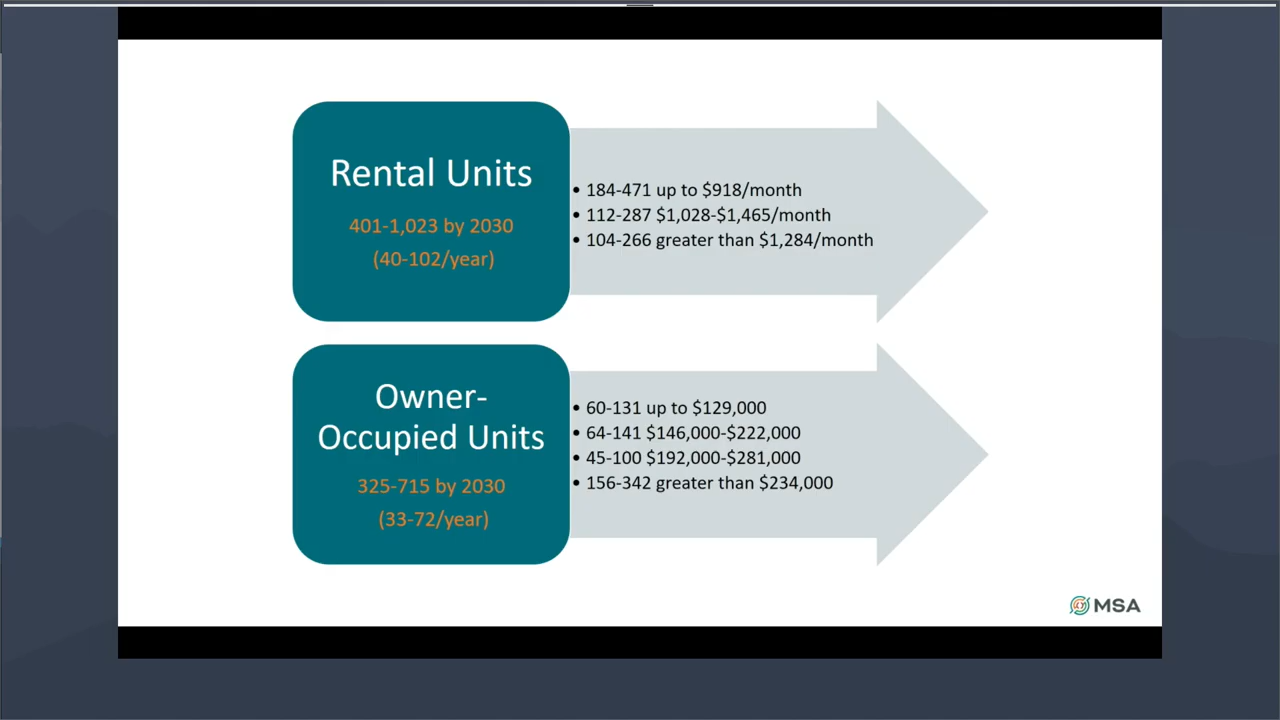 Rental Units
401-1,023 by 2030
(40-102/year)
• 184-471 up to $918/month
• 112-287 $1,028-$1,465/month
• 104-266 greater than $1,284/month
Owner-
Occupied Units
325-715 by 2030
(33-72/year)
• 60-131 up to $129,000
• 64-141 $146,000-$222,000
• 45-100 $192,000-$281,000
• 156-342 greater than $234,000
MSA